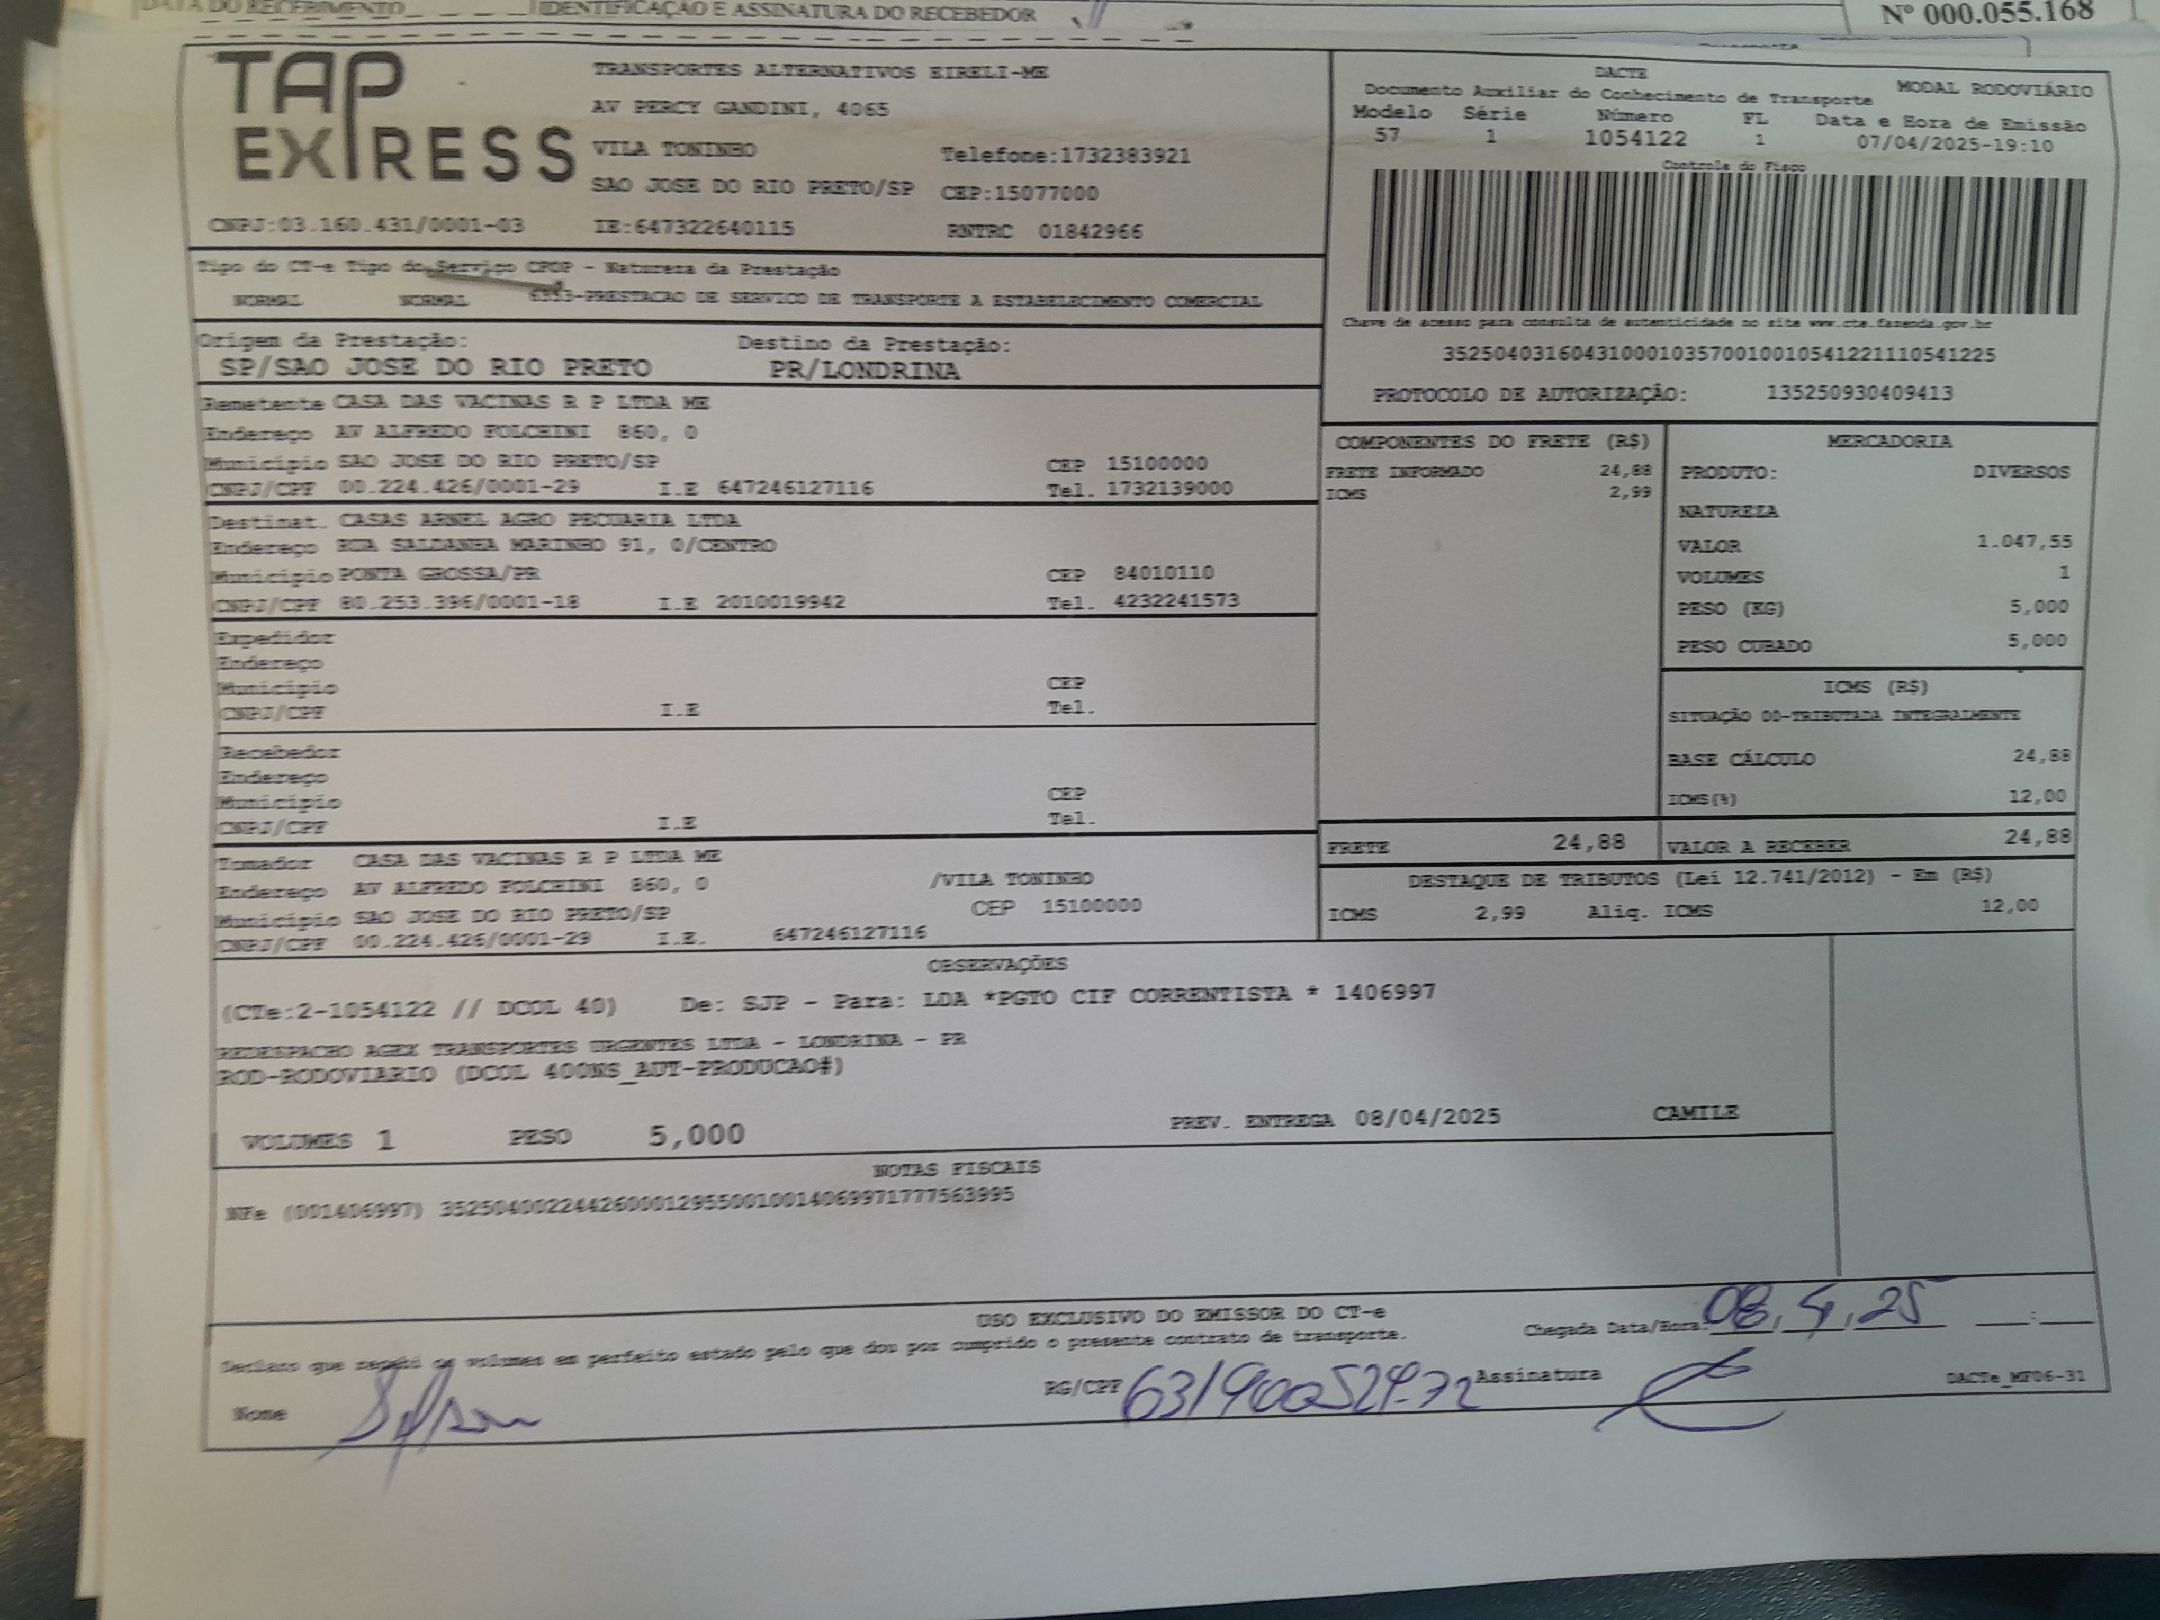 DATA DO RECEBIMENTO IDENTIFICAÇÃO E ASSINATURA DO RECEBEDOR
Nº 000.055.168
TAP EXPRESS
TRANSPORTES ALTERNATIVOS EIRELI-ME
AV PERCY GANDINI, 4065
VILA TONINHO Telefone:1732383921
SAO JOSE DO RIO PRETO/SP CEP:15077000
CNPJ:03.160.431/0001-03 IE:647322640115 RNTRC 01842966
DACTE
Documento Auxiliar do Conhecimento de Transporte MODAL RODOVIÁRIO
Modelo Série Número FL Data e Hora de Emissão
57 1 1054122 1 07/04/2025-19:10
Controle do Fisco
Chave de acesso para consulta de autenticidade no site www.cte.fazenda.gov.br
35250403160431000103570010010541221110541225
PROTOCOLO DE AUTORIZAÇÃO: 135250930409413
Tipo do CT-e Tipo do Serviço CFOP - Natureza da Prestação
NORMAL NORMAL 6353-PRESTACAO DE SERVICO DE TRANSPORTE A ESTABELECIMENTO COMERCIAL
Origem da Prestação: Destino da Prestação:
SP/SAO JOSE DO RIO PRETO PR/LONDRINA
Remetente CASA DAS VACINAS R P LTDA ME
Endereço AV ALFREDO FOLCHINI 860, 0
Município SAO JOSE DO RIO PRETO/SP CEP 15100000
CNPJ/CPF 00.224.426/0001-29 I.E 647246127116 Tel. 1732139000
Destinat. CASAS ARNEL AGRO PECUARIA LTDA
Endereço RUA SALDANHA MARINHO 91, 0/CENTRO
Município PONTA GROSSA/PR CEP 84010110
CNPJ/CPF 80.253.396/0001-18 I.E 2010019942 Tel. 4232241573
Expedidor
Endereço
Município CEP
CNPJ/CPF I.E Tel.
Recebedor
Endereço
Município CEP
CNPJ/CPF I.E Tel.
Tomador CASA DAS VACINAS R P LTDA ME
Endereço AV ALFREDO FOLCHINI 860, 0 /VILA TONINHO
Município SAO JOSE DO RIO PRETO/SP CEP 15100000
CNPJ/CPF 00.224.426/0001-29 I.E. 647246127116
COMPONENTES DO FRETE (R$)
FRETE INFORMADO 24,88
ICMS 2,99
MERCADORIA
PRODUTO: DIVERSOS
NATUREZA
VALOR 1.047,55
VOLUMES 1
PESO (KG) 5,000
PESO CUBADO 5,000
ICMS (R$)
SITUAÇÃO 00-TRIBUTADA INTEGRALMENTE
BASE CÁLCULO 24,88
ICMS(%) 12,00
FRETE 24,88 VALOR A RECEBER 24,88
DESTAQUE DE TRIBUTOS (Lei 12.741/2012) - Em (R$)
ICMS 2,99 Aliq. ICMS 12,00
OBSERVAÇÕES
(CTe:2-1054122 // DCOL 40) De: SJP - Para: LDA *PGTO CIF CORRENTISTA * 1406997
REDESPACHO AGEX TRANSPORTES URGENTES LTDA - LONDRINA - PR
ROD-RODOVIARIO (DCOL 400NS_AUT-PRODUCAO#)
VOLUMES 1 PESO 5,000 PREV. ENTREGA 08/04/2025 CAMILE
NOTAS FISCAIS
NFe (001406997) 35250400224426000129550010014069971777563995
USO EXCLUSIVO DO EMISSOR DO CT-e
Declaro que recebi os volumes em perfeito estado pelo que dou por cumprido o presente contrato de transporte.
Chegada Data/Hora: 08, 4, 25 :
Nome RG/CPF 6319005297-72 Assinatura DACTe_MF06-31